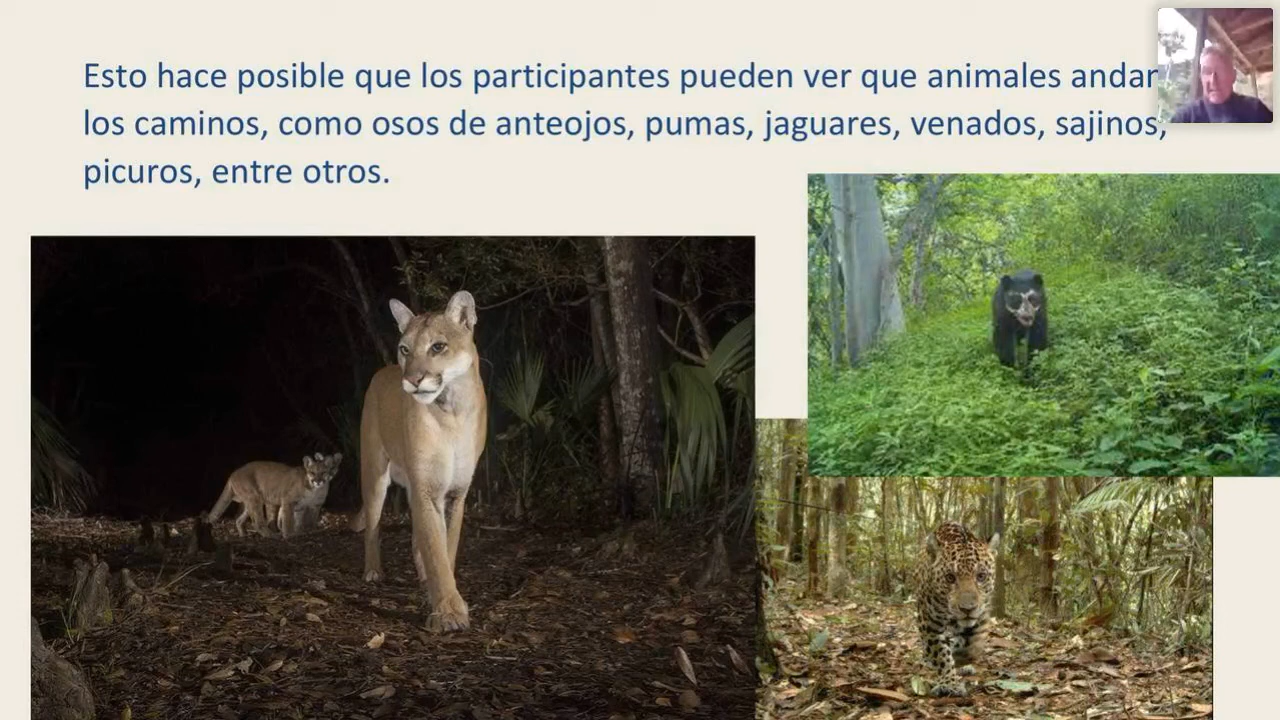 Esto hace posible que los participantes pueden ver que animales andan
los caminos, como osos de anteojos, pumas, jaguares, venados, sajinos,
picuros, entre otros.